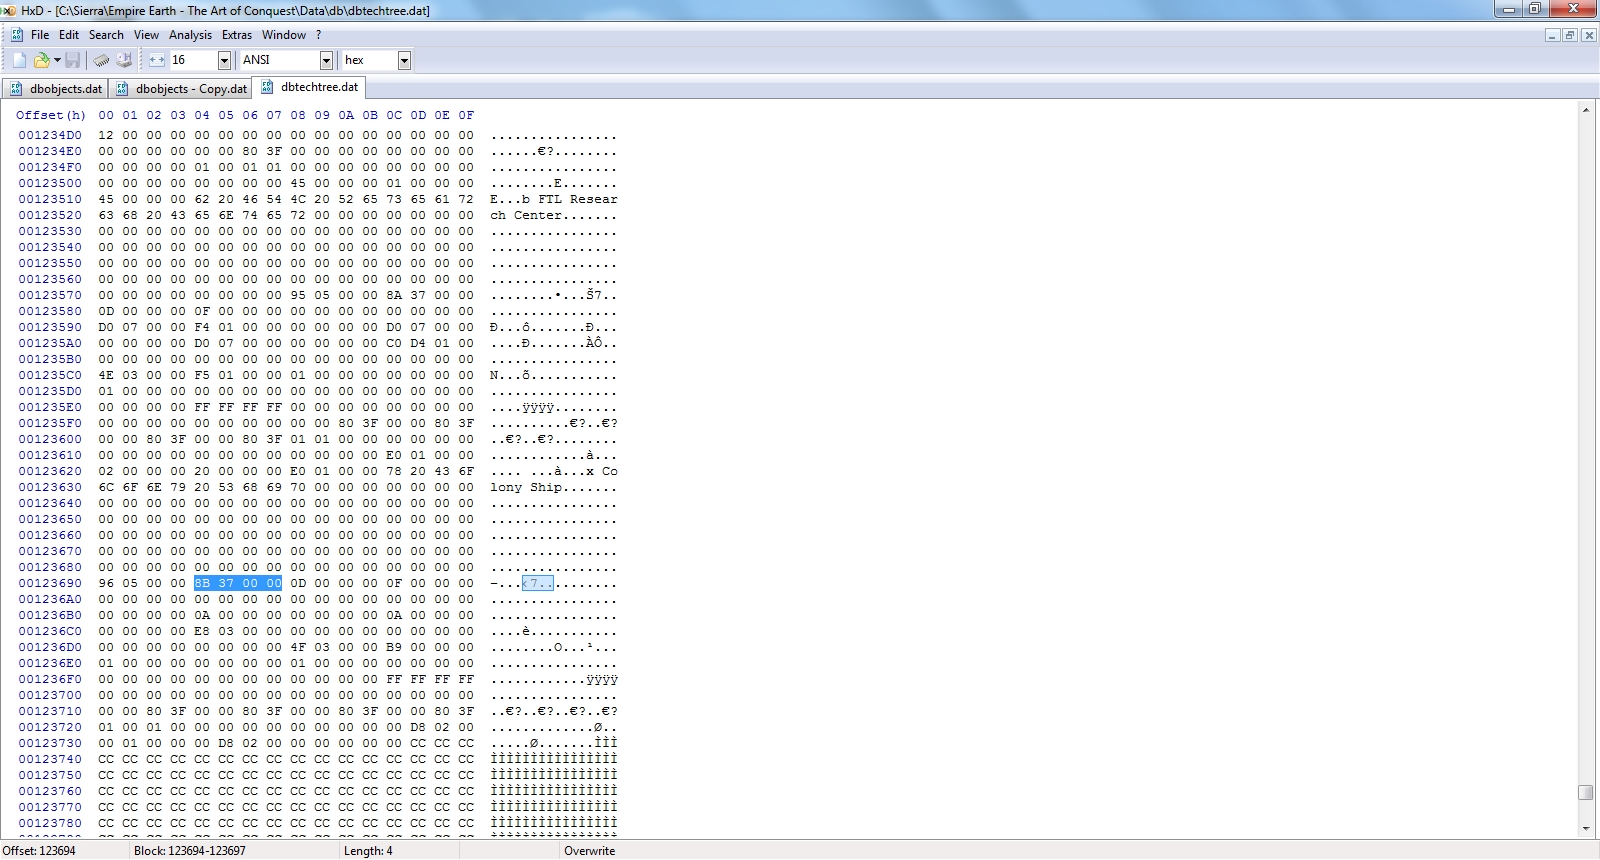 HxD - [C:\Sierra\Empire Earth - The Art of Conquest\Data\db\dbtechtree.dat]
File Edit Search View Analysis Extras Window ?
16 ANSI hex
dbobjects.dat dbobjects - Copy.dat dbtechtree.dat
Offset(h) 00 01 02 03 04 05 06 07 08 09 0A 0B 0C 0D 0E 0F
001234D0 12 00 00 00 00 00 00 00 00 00 00 00 00 00 00 00 ................
001234E0 00 00 00 00 00 00 80 3F 00 00 00 00 00 00 00 00 ......€?........
001234F0 00 00 00 00 01 00 01 01 00 00 00 00 00 00 00 00 ................
00123500 00 00 00 00 00 00 00 00 45 00 00 00 01 00 00 00 ........E.......
00123510 45 00 00 00 62 20 46 54 4C 20 52 65 73 65 61 72 E...b FTL Resear
00123520 63 68 20 43 65 6E 74 65 72 00 00 00 00 00 00 00 ch Center.......
00123530 00 00 00 00 00 00 00 00 00 00 00 00 00 00 00 00 ................
00123540 00 00 00 00 00 00 00 00 00 00 00 00 00 00 00 00 ................
00123550 00 00 00 00 00 00 00 00 00 00 00 00 00 00 00 00 ................
00123560 00 00 00 00 00 00 00 00 00 00 00 00 00 00 00 00 ................
00123570 00 00 00 00 00 00 00 00 95 05 00 00 8A 37 00 00 ........•...Š7..
00123580 0D 00 00 00 0F 00 00 00 00 00 00 00 00 00 00 00 ................
00123590 D0 07 00 00 F4 01 00 00 00 00 00 00 D0 07 00 00 Ð...ô.......Ð...
001235A0 00 00 00 00 D0 07 00 00 00 00 00 00 C0 D4 01 00 ....Ð.......ÀÔ..
001235B0 00 00 00 00 00 00 00 00 00 00 00 00 00 00 00 00 ................
001235C0 4E 03 00 00 F5 01 00 00 01 00 00 00 00 00 00 00 N...õ...........
001235D0 01 00 00 00 00 00 00 00 00 00 00 00 00 00 00 00 ................
001235E0 00 00 00 00 FF FF FF FF 00 00 00 00 00 00 00 00 ....ÿÿÿÿ........
001235F0 00 00 00 00 00 00 00 00 00 00 80 3F 00 00 80 3F ..........€?..€?
00123600 00 00 80 3F 00 00 80 3F 01 01 00 00 00 00 00 00 ..€?..€?........
00123610 00 00 00 00 00 00 00 00 00 00 00 00 E0 01 00 00 ............à...
00123620 02 00 00 00 20 00 00 00 E0 01 00 00 78 20 43 6F .... ...à...x Co
00123630 6C 6F 6E 79 20 53 68 69 70 00 00 00 00 00 00 00 lony Ship.......
00123640 00 00 00 00 00 00 00 00 00 00 00 00 00 00 00 00 ................
00123650 00 00 00 00 00 00 00 00 00 00 00 00 00 00 00 00 ................
00123660 00 00 00 00 00 00 00 00 00 00 00 00 00 00 00 00 ................
00123670 00 00 00 00 00 00 00 00 00 00 00 00 00 00 00 00 ................
00123680 00 00 00 00 00 00 00 00 00 00 00 00 00 00 00 00 ................
00123690 96 05 00 00 8B 37 00 00 0D 00 00 00 0F 00 00 00 –...‹7..........
001236A0 00 00 00 00 00 00 00 00 00 00 00 00 00 00 00 00 ................
001236B0 00 00 00 00 0A 00 00 00 00 00 00 00 0A 00 00 00 ................
001236C0 00 00 00 00 E8 03 00 00 00 00 00 00 00 00 00 00 ....è...........
001236D0 00 00 00 00 00 00 00 00 4F 03 00 00 B9 00 00 00 ........O...¹...
001236E0 01 00 00 00 00 00 00 00 01 00 00 00 00 00 00 00 ................
001236F0 00 00 00 00 00 00 00 00 00 00 00 00 FF FF FF FF ............ÿÿÿÿ
00123700 00 00 00 00 00 00 00 00 00 00 00 00 00 00 00 00 ................
00123710 00 00 80 3F 00 00 80 3F 00 00 80 3F 00 00 80 3F ..€?..€?..€?..€?
00123720 01 00 01 00 00 00 00 00 00 00 00 00 00 D8 02 00 .............Ø..
00123730 00 01 00 00 00 D8 02 00 00 00 00 00 00 CC CC CC .....Ø.......ÌÌÌ
00123740 CC CC CC CC CC CC CC CC CC CC CC CC CC CC CC CC ÌÌÌÌÌÌÌÌÌÌÌÌÌÌÌÌ
00123750 CC CC CC CC CC CC CC CC CC CC CC CC CC CC CC CC ÌÌÌÌÌÌÌÌÌÌÌÌÌÌÌÌ
00123760 CC CC CC CC CC CC CC CC CC CC CC CC CC CC CC CC ÌÌÌÌÌÌÌÌÌÌÌÌÌÌÌÌ
00123770 CC CC CC CC CC CC CC CC CC CC CC CC CC CC CC CC ÌÌÌÌÌÌÌÌÌÌÌÌÌÌÌÌ
00123780 CC CC CC CC CC CC CC CC CC CC CC CC CC CC CC CC ÌÌÌÌÌÌÌÌÌÌÌÌÌÌÌÌ
Offset: 123694 Block: 123694-123697 Length: 4 Overwrite